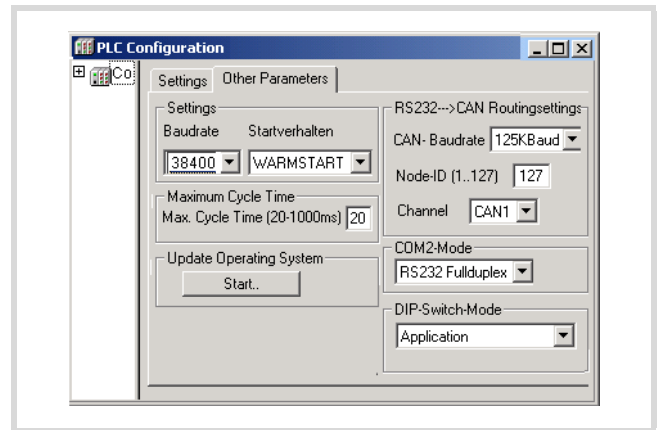 PLC Configuration
Co
Settings
Other Parameters
Settings
Baudrate Startverhalten
38400 WARMSTART
Maximum Cycle Time
Max. Cycle Time (20-1000ms) 20
Update Operating System
Start..
RS232--->CAN Routingsettings
CAN- Baudrate 125KBaud
Node-ID (1..127) 127
Channel CAN1
COM2-Mode
RS232 Fullduplex
DIP-Switch-Mode
Application